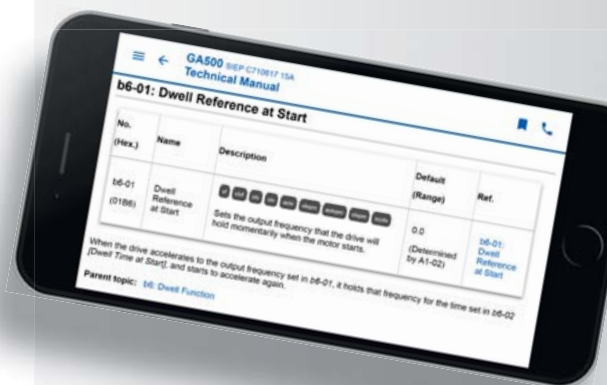 GA500 SIEP C710617 15A
Technical Manual
b6-01: Dwell Reference at Start
No.
(Hex.)
Name
Description
Default
(Range)
Ref.
b6-01
(01B6)
Dwell
Reference
at Start
Sets the output frequency that the drive will
hold momentarily when the motor starts.
0.0
(Determined
by A1-02)
b6-01:
Dwell
Reference
at Start
When the drive accelerates to the output frequency set in b6-01, it holds that frequency for the time set in b6-02
[Dwell Time at Start], and starts to accelerate again.
Parent topic: b6: Dwell Function